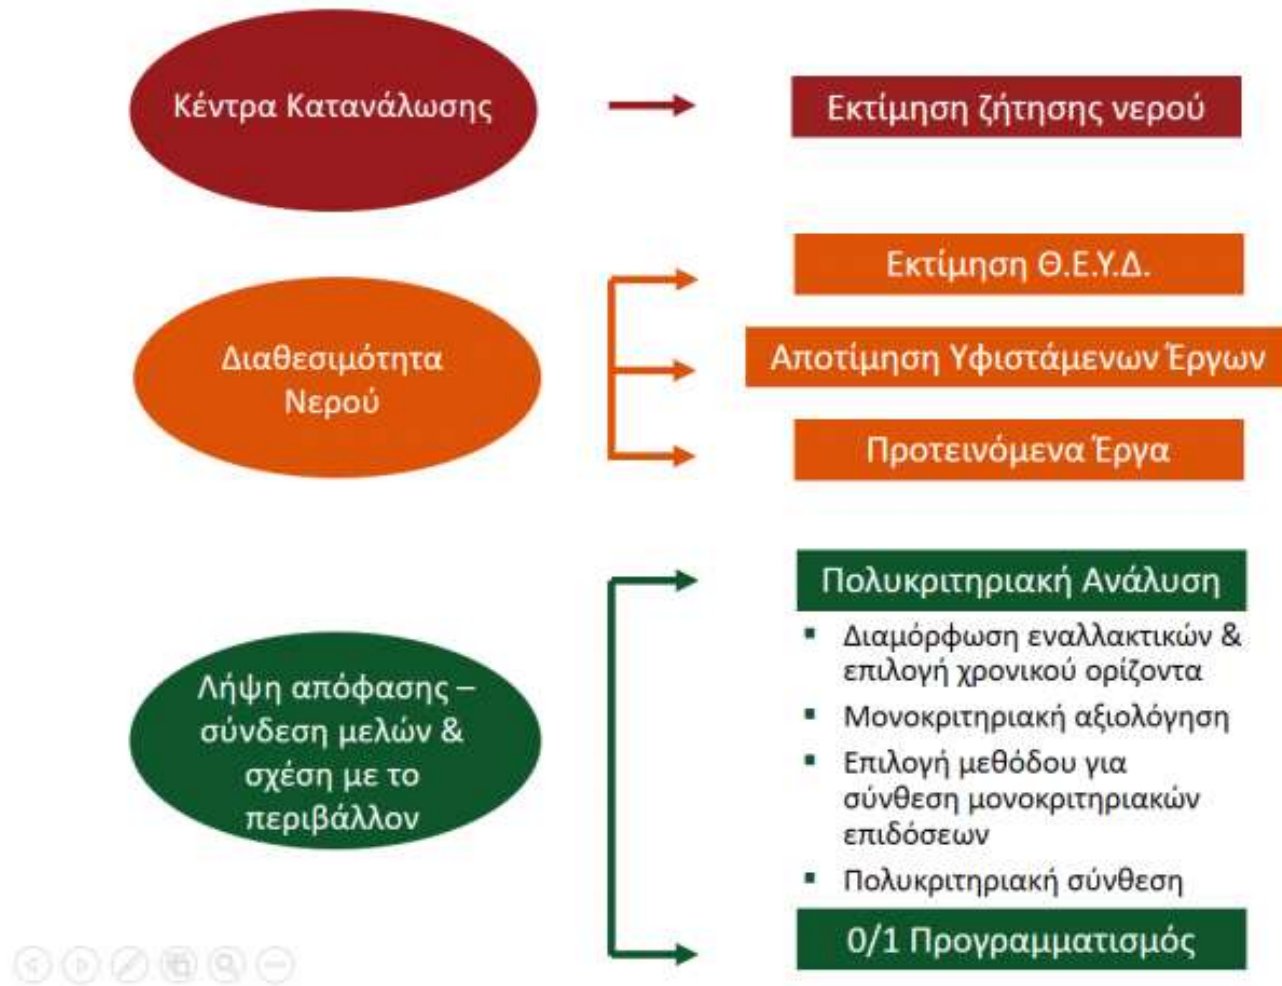 Κέντρα Κατανάλωσης
Εκτίμηση ζήτησης νερού
Διαθεσιμότητα
Νερού
Εκτίμηση Θ.Ε.Υ.Δ.
Αποτίμηση Υφιστάμενων Έργων
Προτεινόμενα Έργα
Λήψη απόφασης –
σύνδεση μελών &
σχέση με το
περιβάλλον
Πολυκριτηριακή Ανάλυση
▪ Διαμόρφωση εναλλακτικών &
επιλογή χρονικού ορίζοντα
▪ Μονοκριτηριακή αξιολόγηση
▪ Επιλογή μεθόδου για
σύνθεση μονοκριτηριακών
επιδόσεων
▪ Πολυκριτηριακή σύνθεση
0/1 Προγραμματισμός